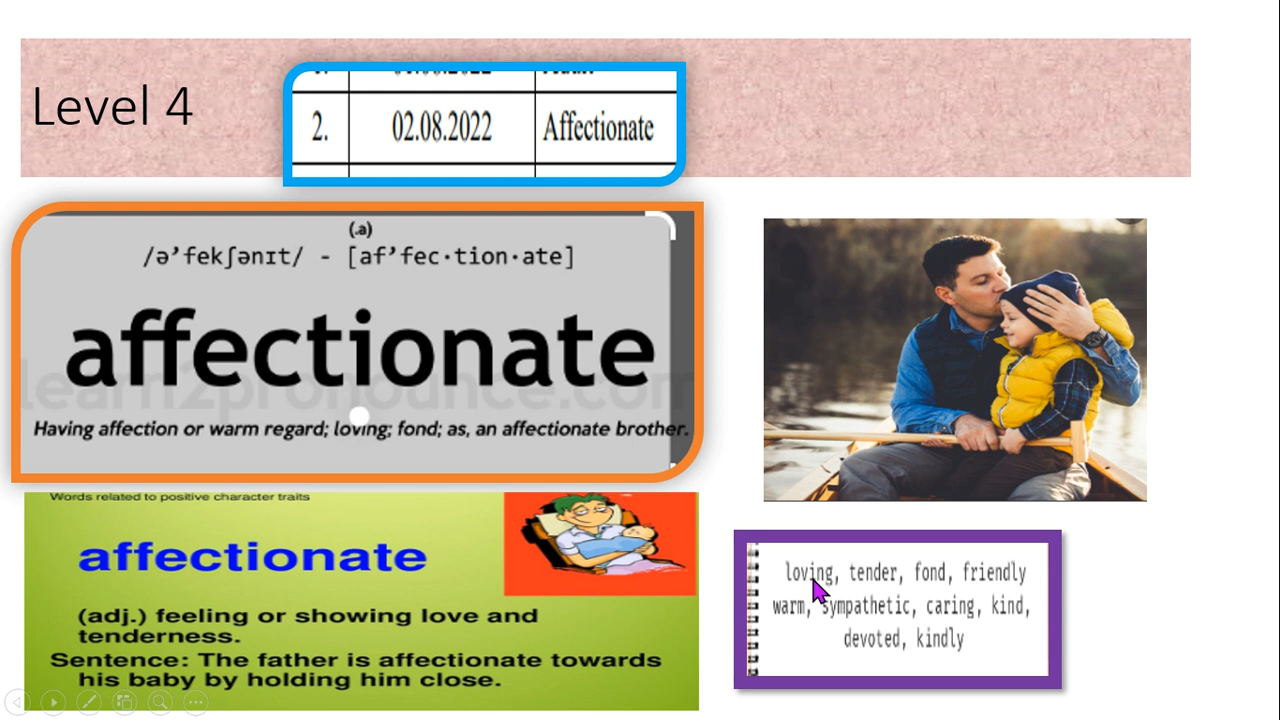 Level 4
2. 02.08.2022 Affectionate
(.a)
/ə’fekʃənɪt/ - [af’fec·tion·ate]
affectionate
learn2pronounce.com
Having affection or warm regard; loving; fond; as, an affectionate brother.
Words related to positive character traits
affectionate
(adj.) feeling or showing love and
tenderness.
Sentence: The father is affectionate towards
his baby by holding him close.
loving, tender, fond, friendly
warm, sympathetic, caring, kind,
devoted, kindly